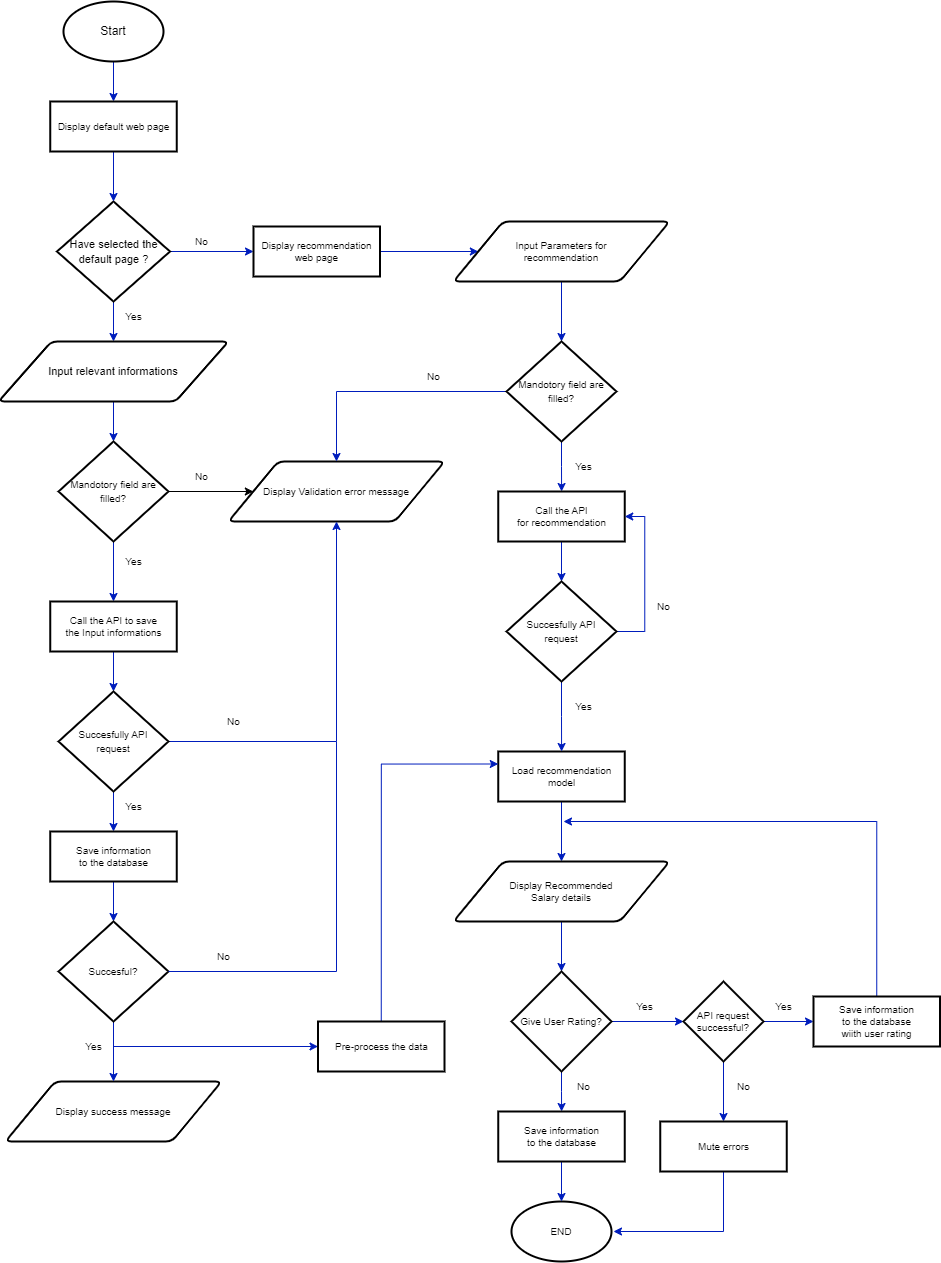 Start
Display default web page
Have selected the
default page ?
No
Display recommendation
web page
Input Parameters for
recommendation
Yes
Input relevant informations
No
Mandotory field are
filled?
Mandotory field are
filled?
No
Display Validation error message
Yes
Call the API
for recommendation
Yes
Call the API to save
the Input informations
Succesfully API
request
No
Succesfully API
request
No
Yes
Load recommendation
model
Yes
Save information
to the database
Display Recommended
Salary details
Succesful?
No
Give User Rating?
Yes
API request
successful?
Yes
Save information
to the database
wiith user rating
Yes
Pre-process the data
Display success message
No
No
Save information
to the database
Mute errors
END